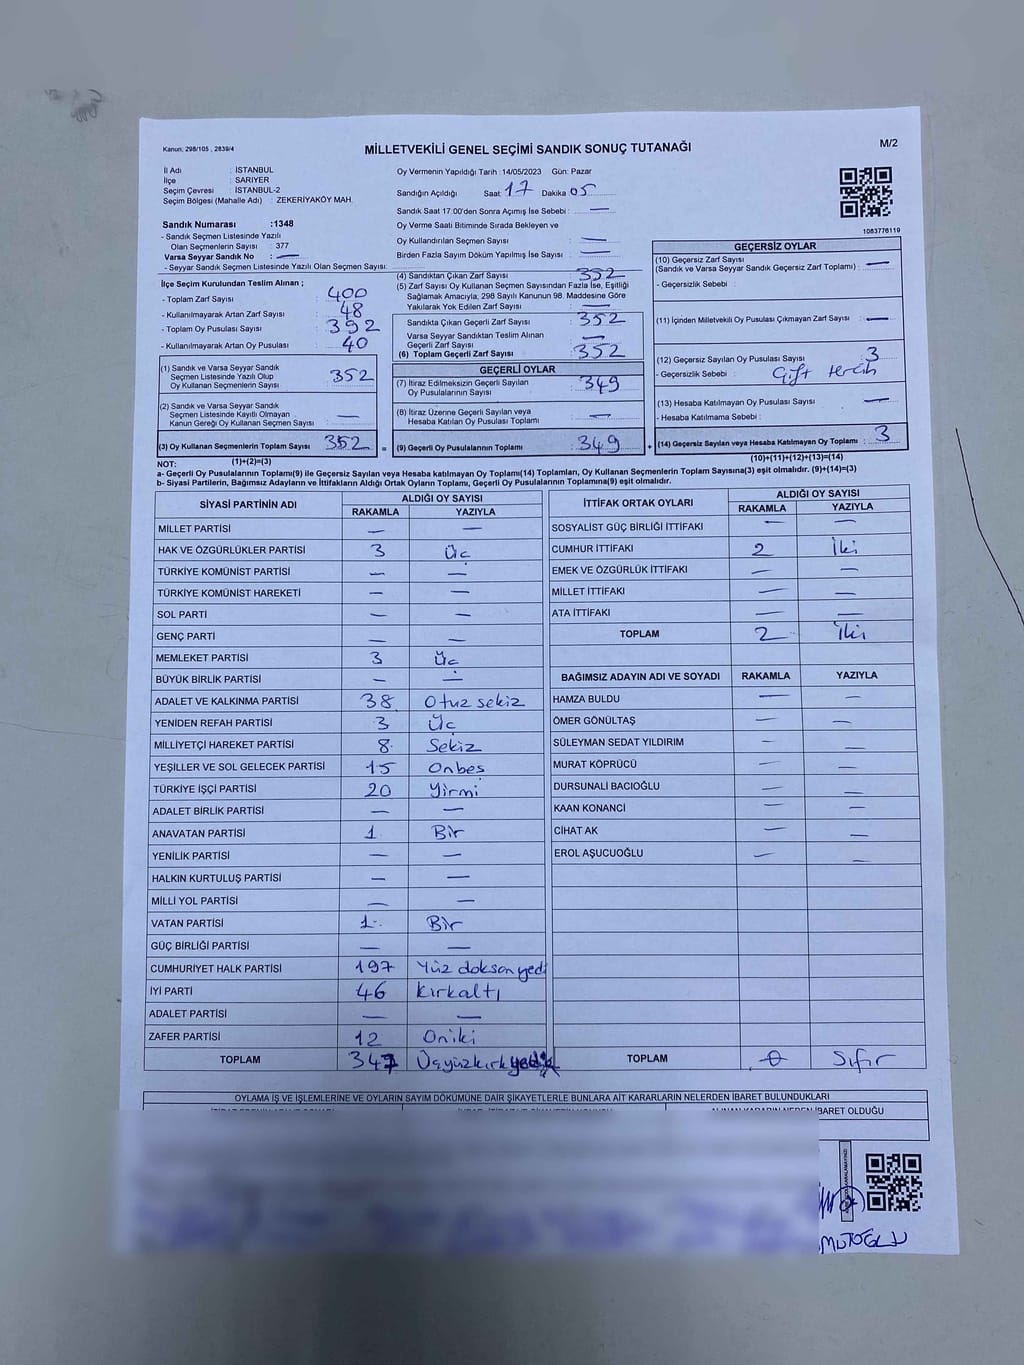 Kanun: 298/105 , 2839/4
MİLLETVEKİLİ GENEL SEÇİMİ SANDIK SONUÇ TUTANAĞI
M/2
İl Adı : İSTANBUL
İlçe : SARIYER
Seçim Çevresi : İSTANBUL-2
Seçim Bölgesi (Mahalle Adı) : ZEKERİYAKÖY MAH.
Sandık Numarası :1348
- Sandık Seçmen Listesinde Yazılı
Olan Seçmenlerin Sayısı : 377
Varsa Seyyar Sandık No : —
- Seyyar Sandık Seçmen Listesinde Yazılı Olan Seçmen Sayısı:
Oy Vermenin Yapıldığı Tarih : 14/05/2023 Gün: Pazar
Sandığın Açıldığı Saat: 17 Dakika 05
Sandık Saat 17:00'den Sonra Açımış İse Sebebi : —
Oy Verme Saati Bitiminde Sırada Bekleyen ve
Oy Kullandırılan Seçmen Sayısı : —
Birden Fazla Sayım Döküm Yapılmış İse Sayısı : —
1083776119
İlçe Seçim Kurulundan Teslim Alınan ;
- Toplam Zarf Sayısı : 400
- Kullanılmayarak Artan Zarf Sayısı : 48
- Toplam Oy Pusulası Sayısı : 392
- Kullanılmayarak Artan Oy Pusulası : 40
(1) Sandık ve Varsa Seyyar Sandık
Seçmen Listesinde Yazılı Olup
Oy Kullanan Seçmenlerin Sayısı : 352
(2) Sandık ve Varsa Seyyar Sandık
Seçmen Listesinde Kayıtlı Olmayan
Kanun Gereği Oy Kullanan Seçmen Sayısı : —
(3) Oy Kullanan Seçmenlerin Toplam Sayısı : 352
(1)+(2)=(3)
(4) Sandıktan Çıkan Zarf Sayısı : 352
(5) Zarf Sayısı Oy Kullanan Seçmen Sayısından Fazla İse, Eşitliği
Sağlamak Amacıyla, 298 Sayılı Kanunun 98. Maddesine Göre
Yakılarak Yok Edilen Zarf Sayısı : —
Sandıkta Çıkan Geçerli Zarf Sayısı : 352
Varsa Seyyar Sandıktan Teslim Alınan
Geçerli Zarf Sayısı : —
(6) Toplam Geçerli Zarf Sayısı : 352
GEÇERLİ OYLAR
(7) İtiraz Edilmeksizin Geçerli Sayılan
Oy Pusulalarının Sayısı : 349
(8) İtiraz Üzerine Geçerli Sayılan veya
Hesaba Katılan Oy Pusulası Toplamı : —
= (9) Geçerli Oy Pusulalarının Toplamı : 349 +
GEÇERSİZ OYLAR
(10) Geçersiz Zarf Sayısı
(Sandık ve Varsa Seyyar Sandık Geçersiz Zarf Toplamı) : —
- Geçersizlik Sebebi :
(11) İçinden Milletvekili Oy Pusulası Çıkmayan Zarf Sayısı : —
(12) Geçersiz Sayılan Oy Pusulası Sayısı : 3
- Geçersizlik Sebebi : Çift tercih
(13) Hesaba Katılmayan Oy Pusulası Sayısı : —
- Hesaba Katılmama Sebebi :
(14) Geçersiz Sayılan veya Hesaba Katılmayan Oy Toplamı : 3
(10)+(11)+(12)+(13)=(14)
NOT:
a- Geçerli Oy Pusulalarının Toplamı(9) ile Geçersiz Sayılan veya Hesaba katılmayan Oy Toplamı(14) Toplamları, Oy Kullanan Seçmenlerin Toplam Sayısına(3) eşit olmalıdır. (9)+(14)=(3)
b- Siyasi Partilerin, Bağımsız Adayların ve İttifakların Aldığı Ortak Oyların Toplamı, Geçerli Oy Pusulalarının Toplamına(9) eşit olmalıdır.
SİYASİ PARTİNİN ADI ALDIĞI OY SAYISI
RAKAMLA YAZIYLA
MİLLET PARTİSİ — —
HAK VE ÖZGÜRLÜKLER PARTİSİ 3 Üç
TÜRKİYE KOMÜNİST PARTİSİ — —
TÜRKİYE KOMÜNİST HAREKETİ — —
SOL PARTİ — —
GENÇ PARTİ — —
MEMLEKET PARTİSİ 3 Üç
BÜYÜK BİRLİK PARTİSİ — —
ADALET VE KALKINMA PARTİSİ 38 Otuz sekiz
YENİDEN REFAH PARTİSİ 3 Üç
MİLLİYETÇİ HAREKET PARTİSİ 8 Sekiz
YEŞİLLER VE SOL GELECEK PARTİSİ 15 Onbeş
TÜRKİYE İŞÇİ PARTİSİ 20 Yirmi
ADALET BİRLİK PARTİSİ — —
ANAVATAN PARTİSİ 1 Bir
YENİLİK PARTİSİ — —
HALKIN KURTULUŞ PARTİSİ — —
MİLLİ YOL PARTİSİ — —
VATAN PARTİSİ 1 Bir
GÜÇ BİRLİĞİ PARTİSİ — —
CUMHURİYET HALK PARTİSİ 197 Yüz doksan yedi
İYİ PARTİ 46 Kırkaltı
ADALET PARTİSİ — —
ZAFER PARTİSİ 12 Oniki
TOPLAM 347 Üçyüzkırkyedi
İTTİFAK ORTAK OYLARI ALDIĞI OY SAYISI
RAKAMLA YAZIYLA
SOSYALİST GÜÇ BİRLİĞİ İTTİFAKI — —
CUMHUR İTTİFAKI 2 İki
EMEK VE ÖZGÜRLÜK İTTİFAKI — —
MİLLET İTTİFAKI — —
ATA İTTİFAKI — —
TOPLAM 2 İki
BAĞIMSIZ ADAYIN ADI VE SOYADI RAKAMLA YAZIYLA
HAMZA BULDU — —
ÖMER GÖNÜLTAŞ — —
SÜLEYMAN SEDAT YILDIRIM — —
MURAT KÖPRÜCÜ — —
DURSUNALİ BACIOĞLU — —
KAAN KONANCİ — —
CİHAT AK — —
EROL AŞUCUOĞLU — —
TOPLAM 0 Sıfır
OYLAMA İŞ VE İŞLEMLERİNE VE OYLARIN SAYIM DÖKÜMÜNE DAİR ŞİKAYETLERLE BUNLARA AİT KARARLARIN NELERDEN İBARET BULUNDUKLARI
ALINAN KARARIN NEDEN İBARET OLDUĞU